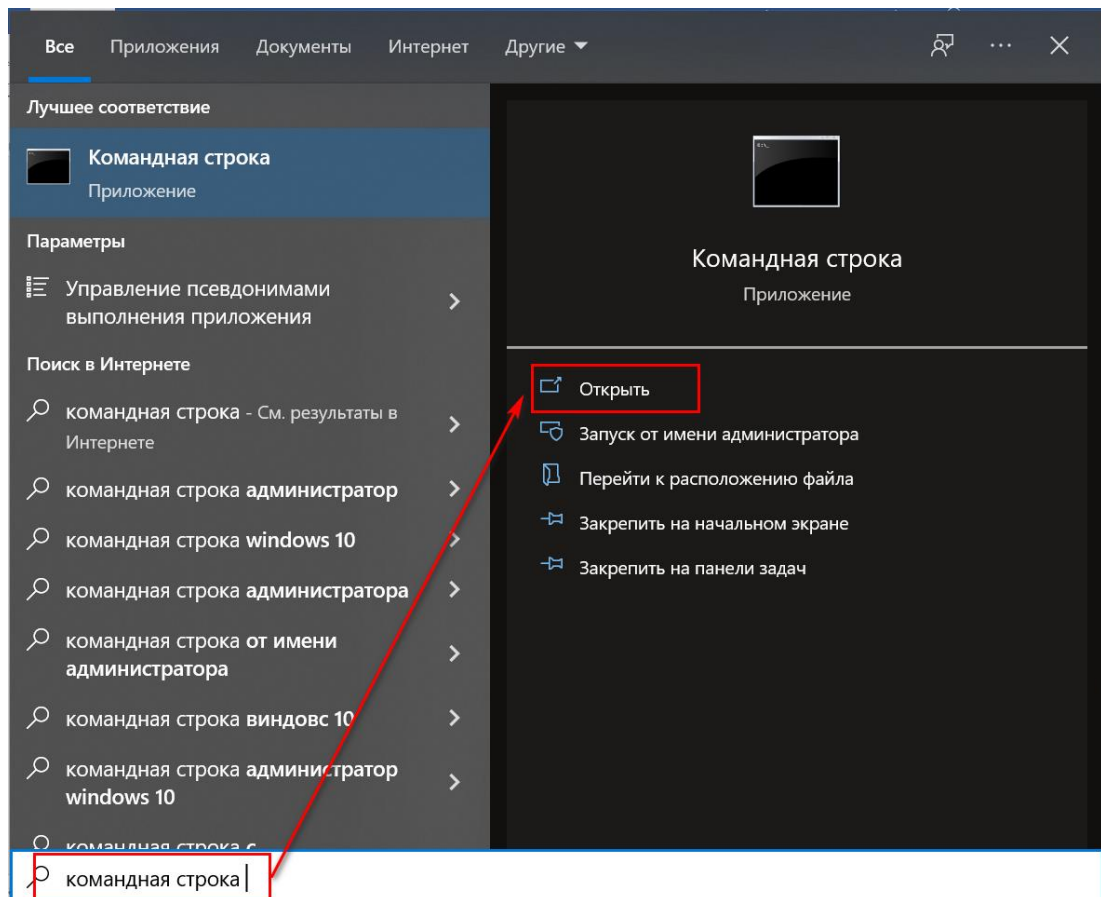 Все Приложения Документы Интернет Другие
Лучшее соответствие
Командная строка
Приложение
Параметры
Управление псевдонимами
выполнения приложения
Поиск в Интернете
командная строка - См. результаты в
Интернете
командная строка администратор
командная строка windows 10
командная строка администратора
командная строка от имени
администратора
командная строка виндовс 10
командная строка администратор
windows 10
командная строка с
командная строка
Командная строка
Приложение
Открыть
Запуск от имени администратора
Перейти к расположению файла
Закрепить на начальном экране
Закрепить на панели задач